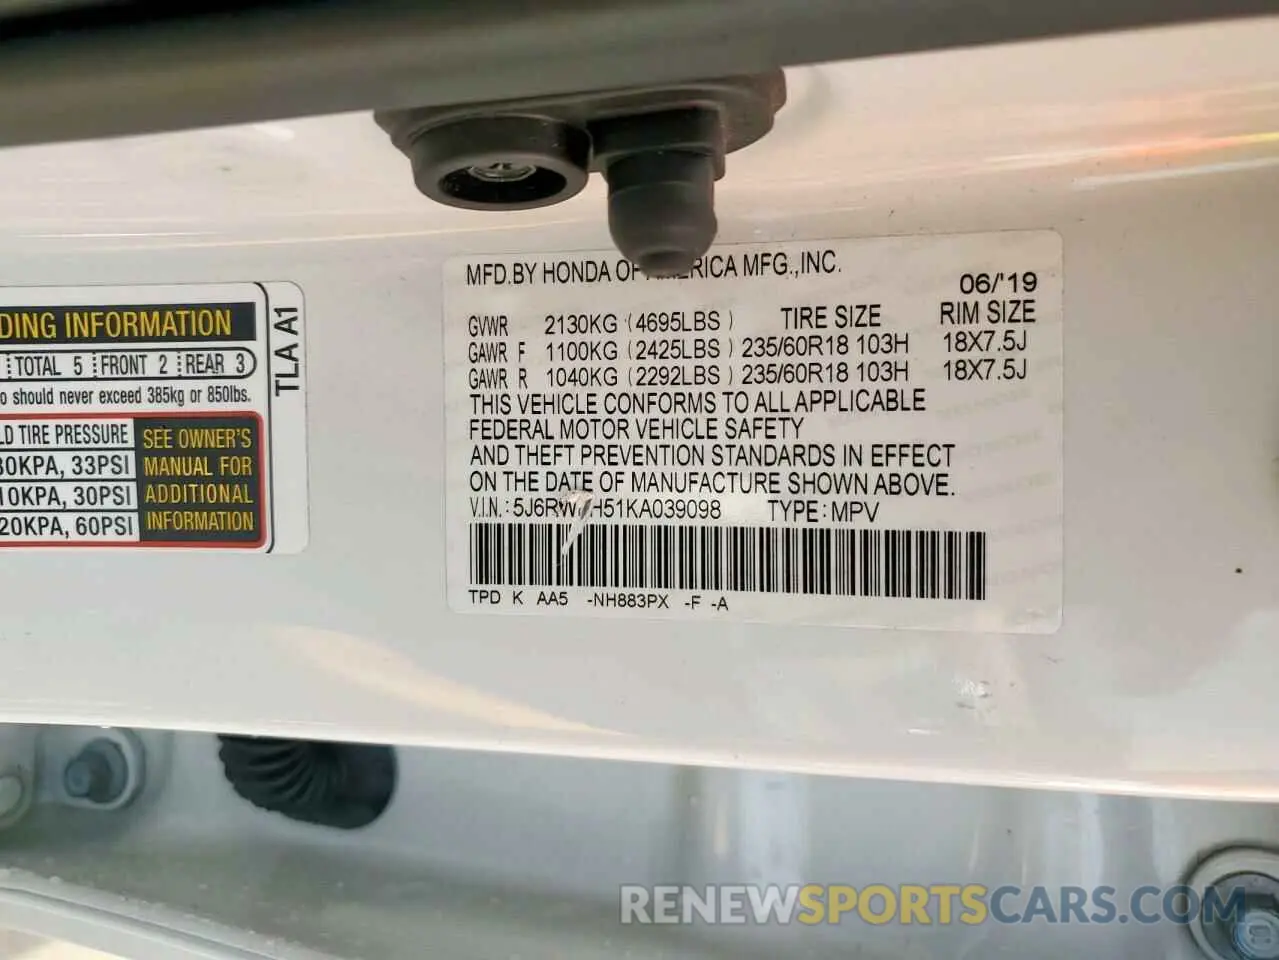 DING INFORMATION
TOTAL 5 FRONT 2 REAR 3
o should never exceed 385kg or 850lbs.
LD TIRE PRESSURE
30KPA, 33PSI
10KPA, 30PSI
20KPA, 60PSI
SEE OWNER'S
MANUAL FOR
ADDITIONAL
INFORMATION
TLA A1
MFD.BY HONDA OF AMERICA MFG.,INC.
06/'19
GVWR 2130KG (4695LBS) TIRE SIZE RIM SIZE
GAWR F 1100KG (2425LBS) 235/60R18 103H 18X7.5J
GAWR R 1040KG (2292LBS) 235/60R18 103H 18X7.5J
THIS VEHICLE CONFORMS TO ALL APPLICABLE
FEDERAL MOTOR VEHICLE SAFETY
AND THEFT PREVENTION STANDARDS IN EFFECT
ON THE DATE OF MANUFACTURE SHOWN ABOVE.
V.I.N.: TYPE: MPV
TPD K AA5 -NH883PX -F -A
RENEWSPORTSCARS.COM